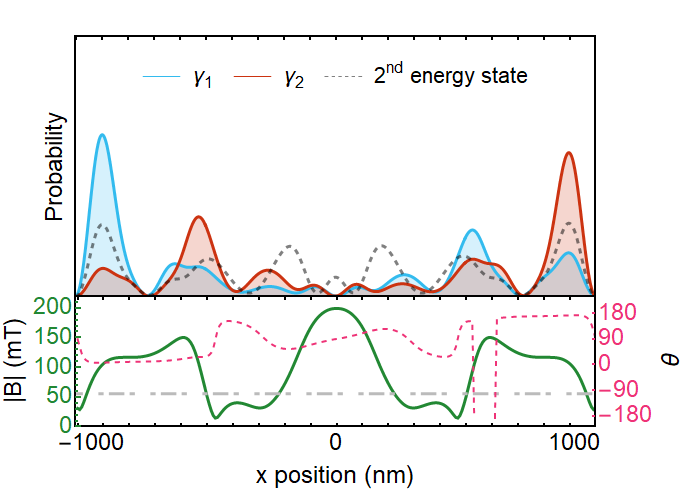 γ1 γ2 2nd energy state
Probability
200
150
100
50
0
|B| (mT)
180
90
0
−90
−180
θ
−1000 0 1000
x position (nm)